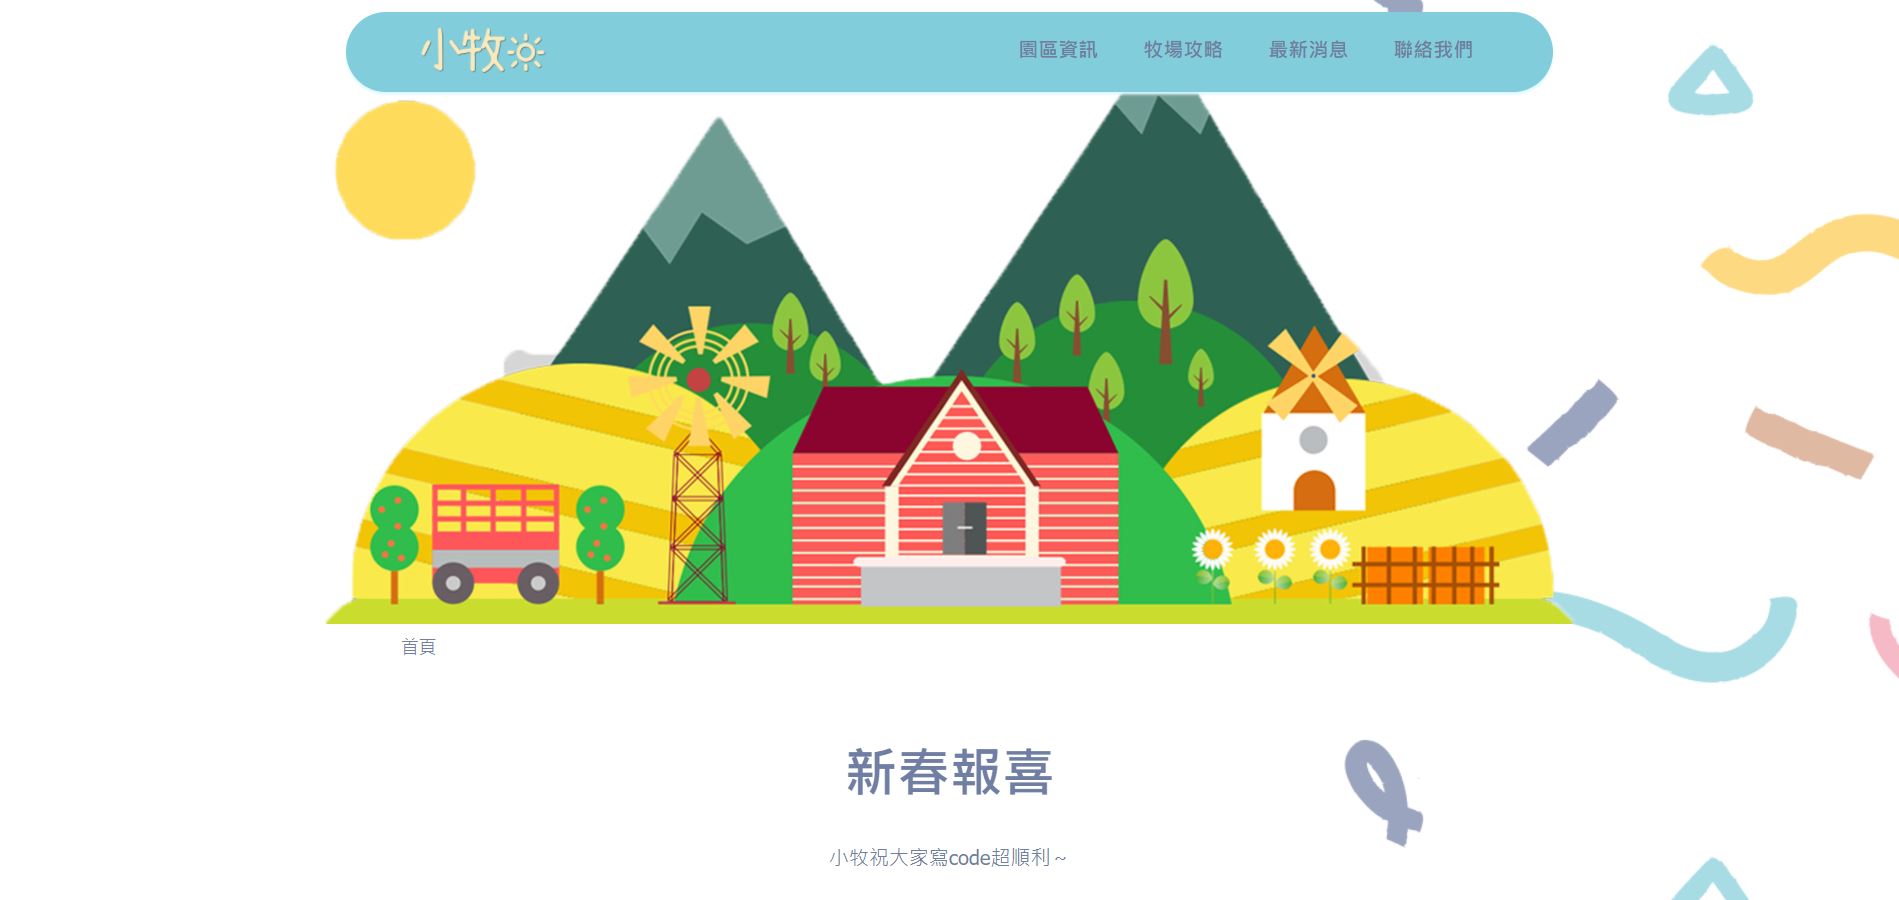 小牧
園區資訊 牧場攻略 最新消息 聯絡我們
首頁
新春報喜
小牧祝大家寫code超順利～